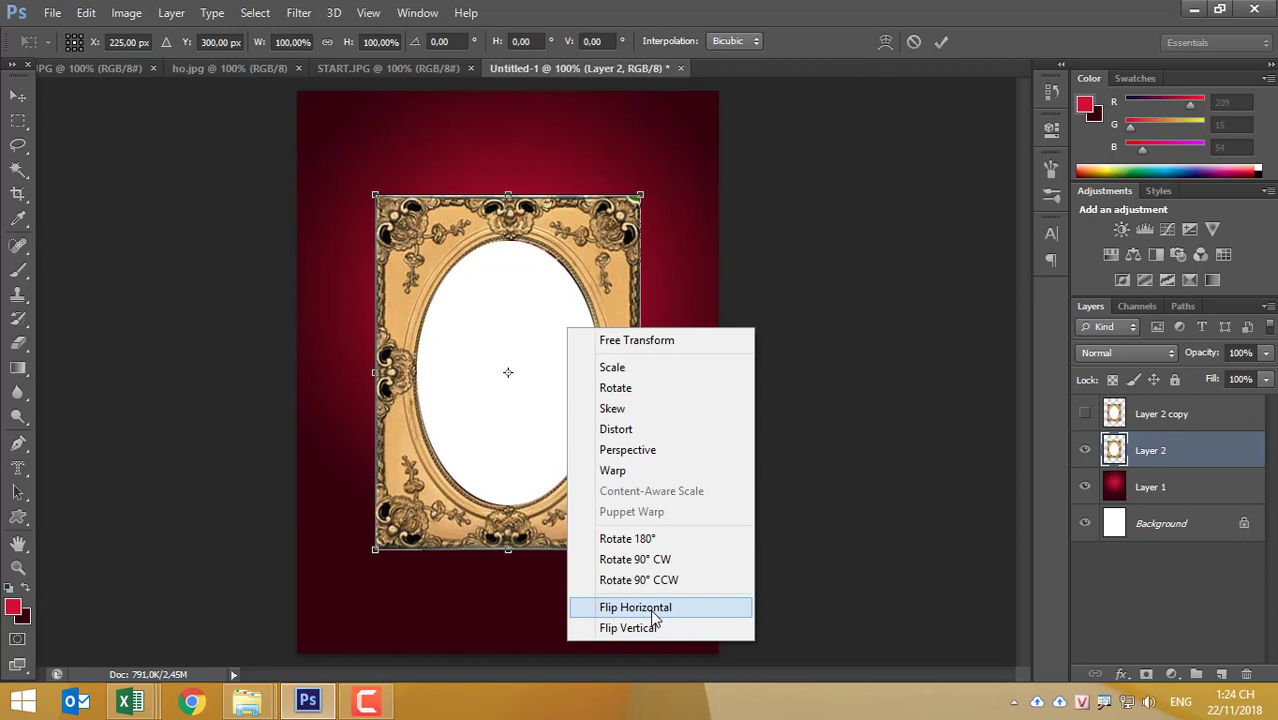 Ps File Edit Image Layer Type Select Filter 3D View Window Help
X: 225,00 px Y: 300,00 px W: 100,00% H: 100,00% 0,00 H: 0,00 V: 0,00 Interpolation: Bicubic Essentials
JPG @ 100% (RGB/8#) × ho.jpg @ 100% (RGB/8) × START.JPG @ 100% (RGB/8#) × Untitled-1 @ 100% (Layer 2, RGB/8) * ×
Color Swatches
R 209
G 15
B 54
Adjustments Styles
Add an adjustment
Layers Channels Paths
Kind
Normal Opacity: 100%
Lock: Fill: 100%
Layer 2 copy
Layer 2
Layer 1
Background
Free Transform
Scale
Rotate
Skew
Distort
Perspective
Warp
Content-Aware Scale
Puppet Warp
Rotate 180°
Rotate 90° CW
Rotate 90° CCW
Flip Horizontal
Flip Vertical
100% Doc: 791,0K/2,45M
ENG 1:24 CH
22/11/2018